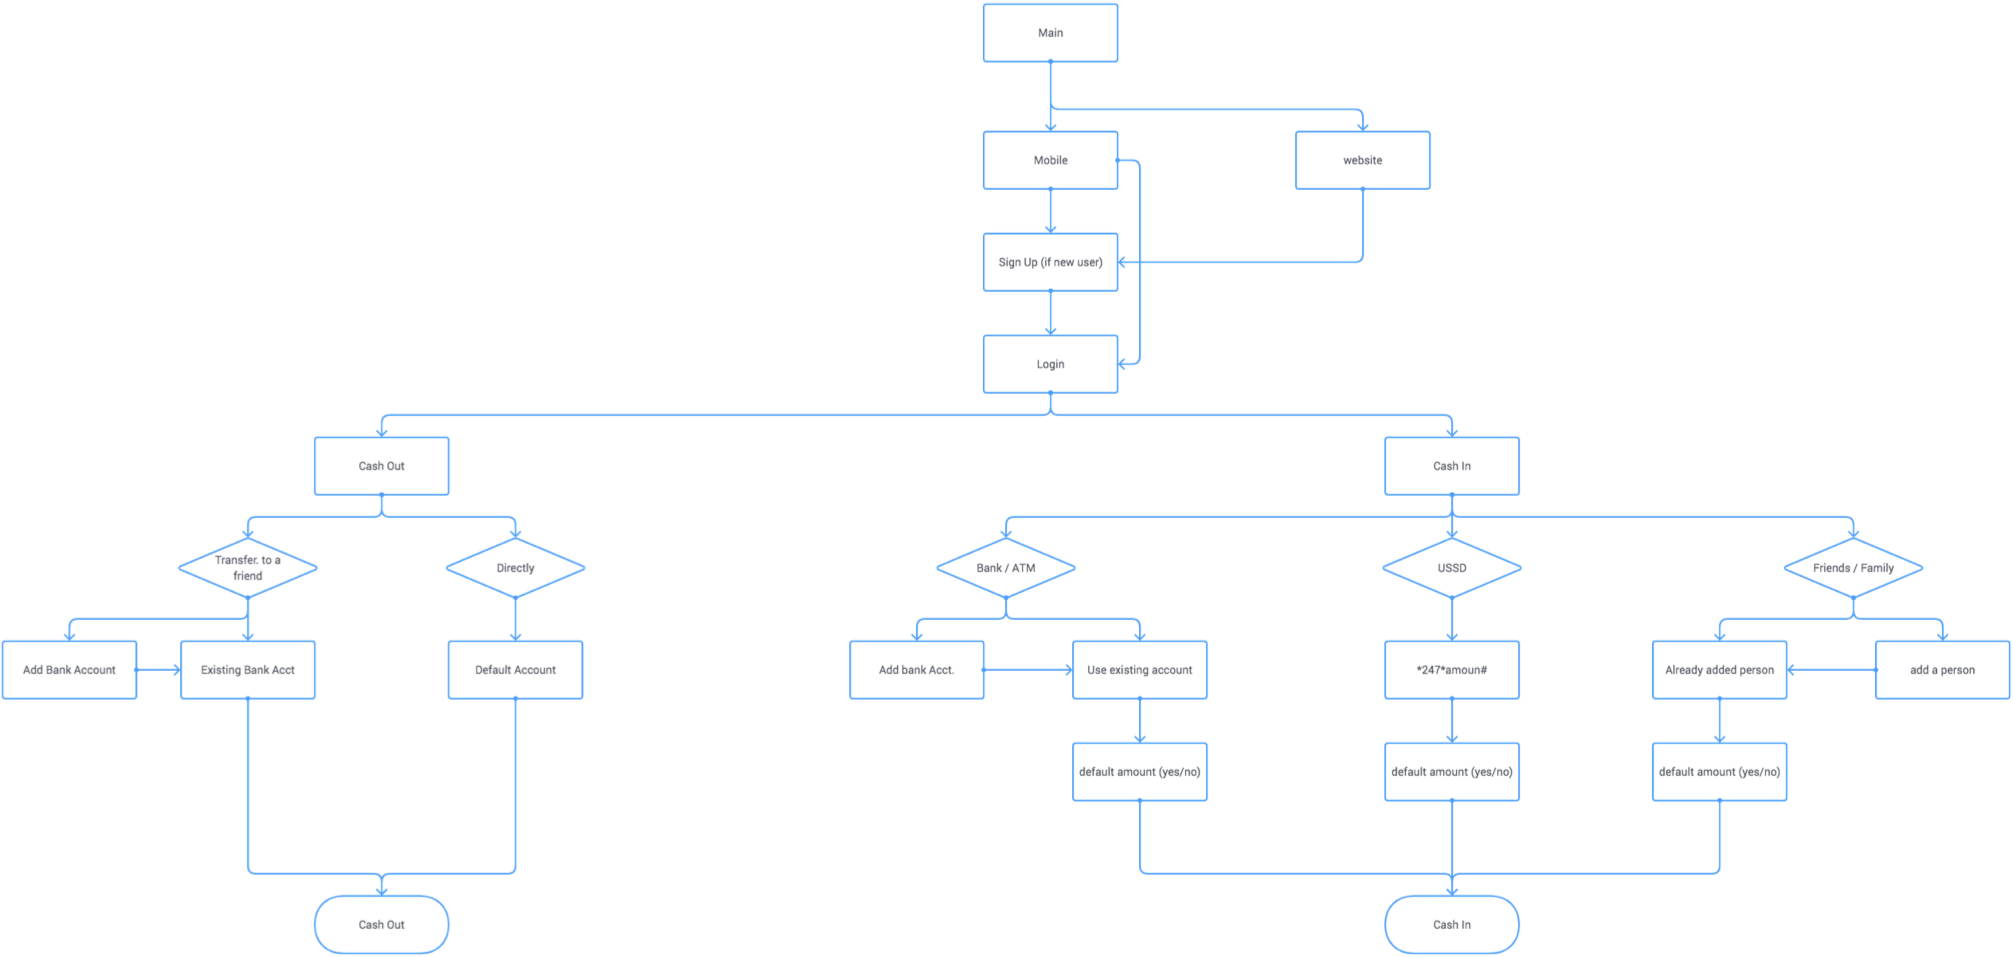 Main
Mobile
website
Sign Up (if new user)
Login
Cash Out
Cash In
Transfer. to a
friend
Directly
Bank / ATM
USSD
Friends / Family
Add Bank Account
Existing Bank Acct
Default Account
Add bank Acct.
Use existing account
*247*amoun#
Already added person
add a person
default amount (yes/no)
default amount (yes/no)
default amount (yes/no)
Cash Out
Cash In